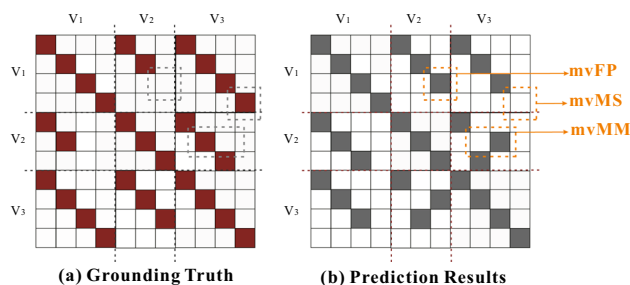 V1 V2 V3 V1 V2 V3
V1 V1 mvFP
mvMS
V2 V2 mvMM
V3 V3
(a) Grounding Truth (b) Prediction Results